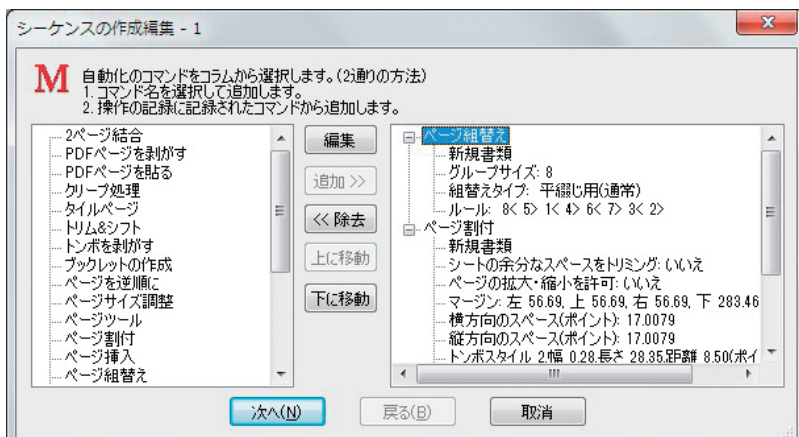 シーケンスの作成編集 - 1
M
自動化のコマンドをコラムから選択します。(2通りの方法)
1. コマンド名を選択して追加します。
2. 操作の記録に記録されたコマンドから追加します。
2ページ結合
PDFページを剥がす
PDFページを貼る
クリープ処理
タイルページ
トリム&シフト
トンボを剥がす
ブックレットの作成
ページを逆順に
ページサイズ調整
ページツール
ページ割付
ページ挿入
ページ組替え
編集
追加 >>
<< 除去
上に移動
下に移動
ページ組替え
新規書類
グループサイズ: 8
組替えタイプ: 平綴じ用(通常)
ルール: 8< 5> 1< 4> 6< 7> 3< 2>
ページ割付
新規書類
シートの余分なスペースをトリミング: いいえ
ページの拡大・縮小を許可: いいえ
マージン: 左 56.69, 上 56.69, 右 56.69, 下 283.46
横方向のスペース(ポイント): 17.0079
縦方向のスペース(ポイント): 17.0079
トンボスタイル 2,幅 0.28,長さ 28.35,距離 8.50(ポイ
次へ(N)
戻る(B)
取消